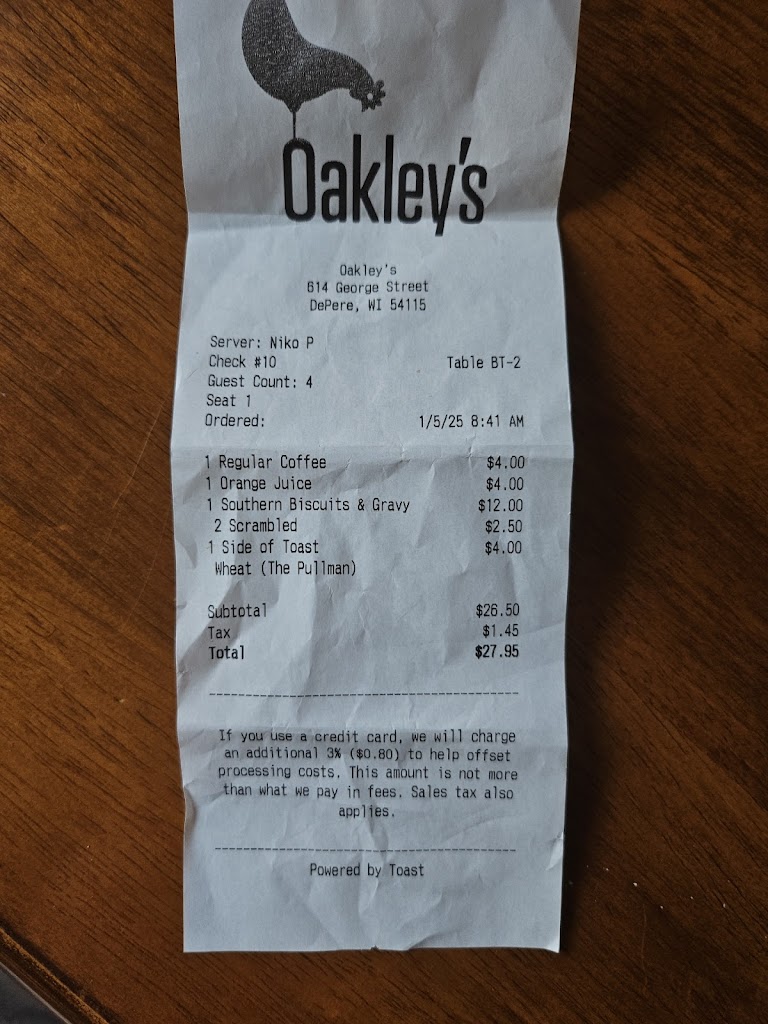 Oakley's
Oakley's
614 George Street
DePere, WI 54115
Server: Niko P
Check #10 Table BT-2
Guest Count: 4
Seat 1
Ordered: 1/5/25 8:41 AM
1 Regular Coffee $4.00
1 Orange Juice $4.00
1 Southern Biscuits & Gravy $12.00
2 Scrambled $2.50
1 Side of Toast $4.00
Wheat (The Pullman)
Subtotal $26.50
Tax $1.45
Total $27.95
If you use a credit card, we will charge
an additional 3% ($0.80) to help offset
processing costs. This amount is not more
than what we pay in fees. Sales tax also
applies.
Powered by Toast